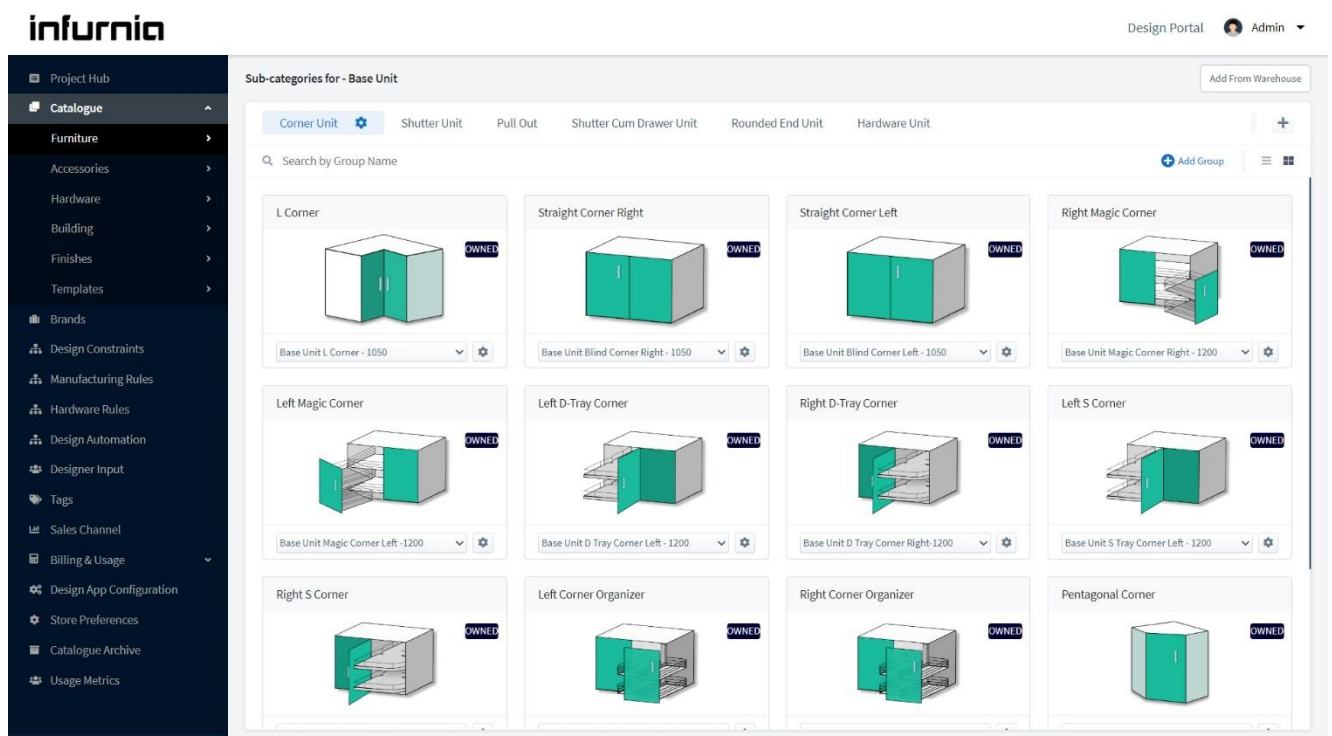 infurnia
Design Portal
Admin
Project Hub
Catalogue
Furniture
Accessories
Hardware
Building
Finishes
Templates
Brands
Design Constraints
Manufacturing Rules
Hardware Rules
Design Automation
Designer Input
Tags
Sales Channel
Billing & Usage
Design App Configuration
Store Preferences
Catalogue Archive
Usage Metrics
Sub-categories for - Base Unit
Add From Warehouse
Corner Unit
Shutter Unit
Pull Out
Shutter Cum Drawer Unit
Rounded End Unit
Hardware Unit
Search by Group Name
Add Group
L Corner
OWNED
Base Unit L Corner - 1050
Straight Corner Right
OWNED
Base Unit Blind Corner Right - 1050
Straight Corner Left
OWNED
Base Unit Blind Corner Left - 1050
Right Magic Corner
OWNED
Base Unit Magic Corner Right - 1200
Left Magic Corner
OWNED
Base Unit Magic Corner Left -1200
Left D-Tray Corner
OWNED
Base Unit D Tray Corner Left - 1200
Right D-Tray Corner
OWNED
Base Unit D Tray Corner Right-1200
Left S Corner
OWNED
Base Unit S Tray Corner Left - 1200
Right S Corner
OWNED
Left Corner Organizer
OWNED
Right Corner Organizer
OWNED
Pentagonal Corner
OWNED